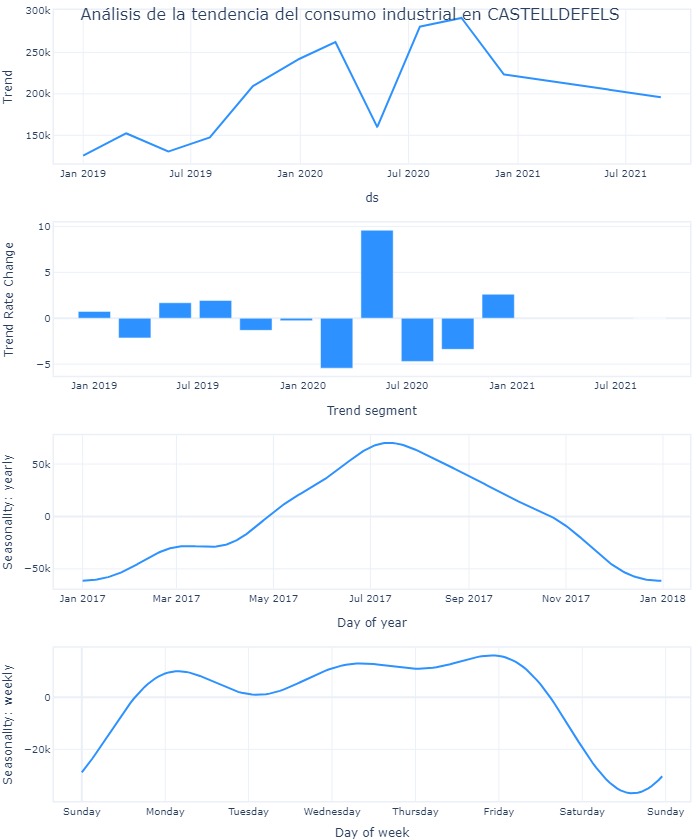 Análisis de la tendencia del consumo industrial en CASTELLDEFELS
300k
250k
200k
150k
Trend
Jan 2019 Jul 2019 Jan 2020 Jul 2020 Jan 2021 Jul 2021
ds
10
5
0
−5
Trend Rate Change
Jan 2019 Jul 2019 Jan 2020 Jul 2020 Jan 2021 Jul 2021
Trend segment
50k
0
−50k
Seasonality: yearly
Jan 2017 Mar 2017 May 2017 Jul 2017 Sep 2017 Nov 2017 Jan 2018
Day of year
0
−20k
Seasonality: weekly
Sunday Monday Tuesday Wednesday Thursday Friday Saturday Sunday
Day of week